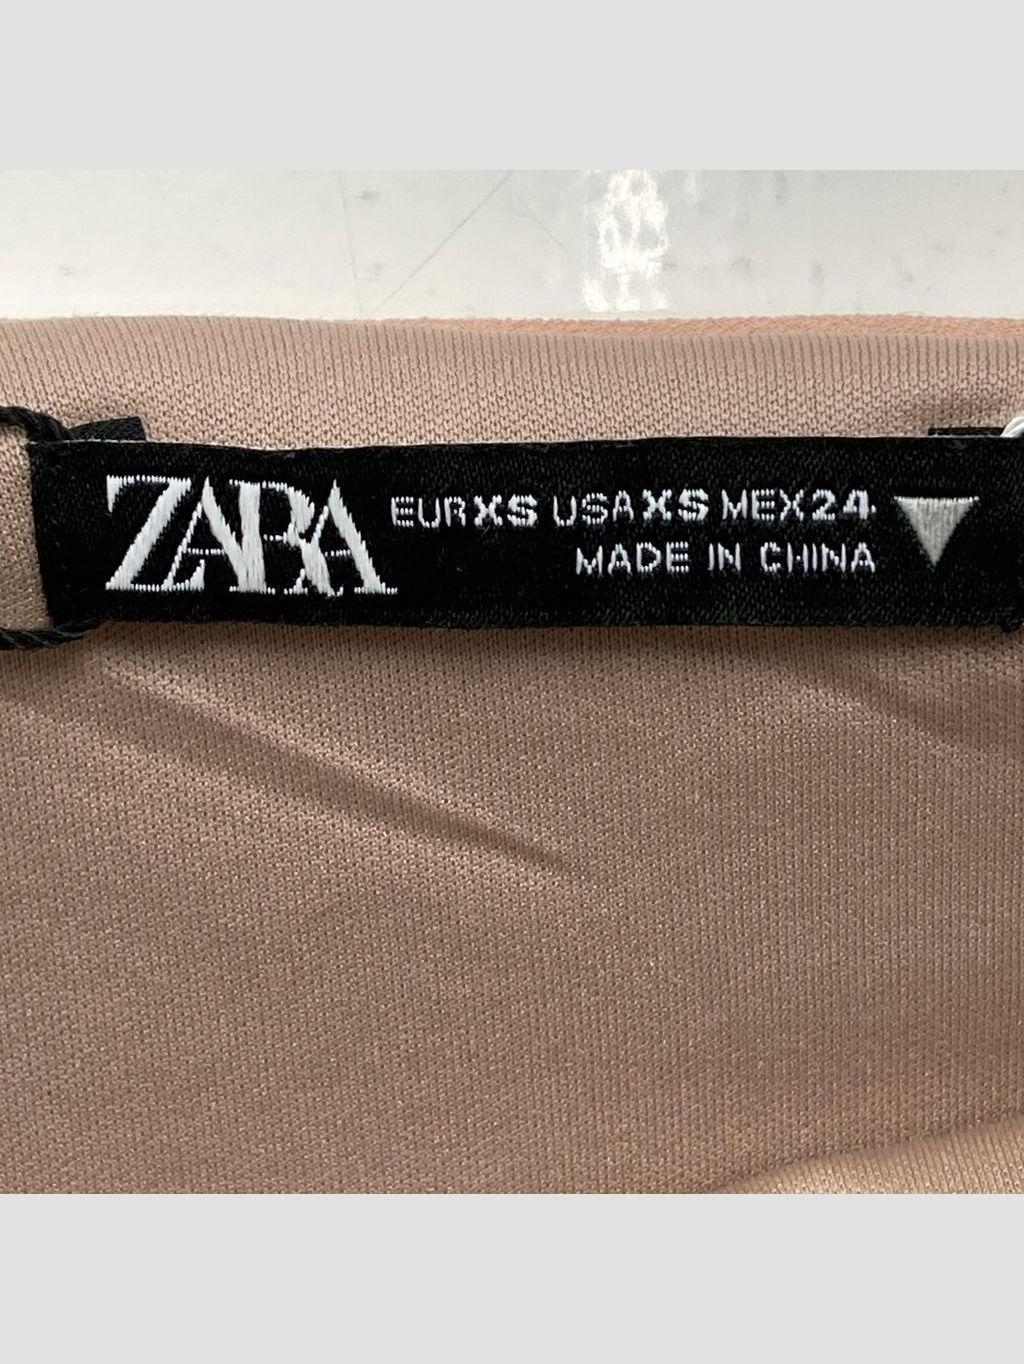 ZARA
EUR XS USA XS MEX 24
MADE IN CHINA